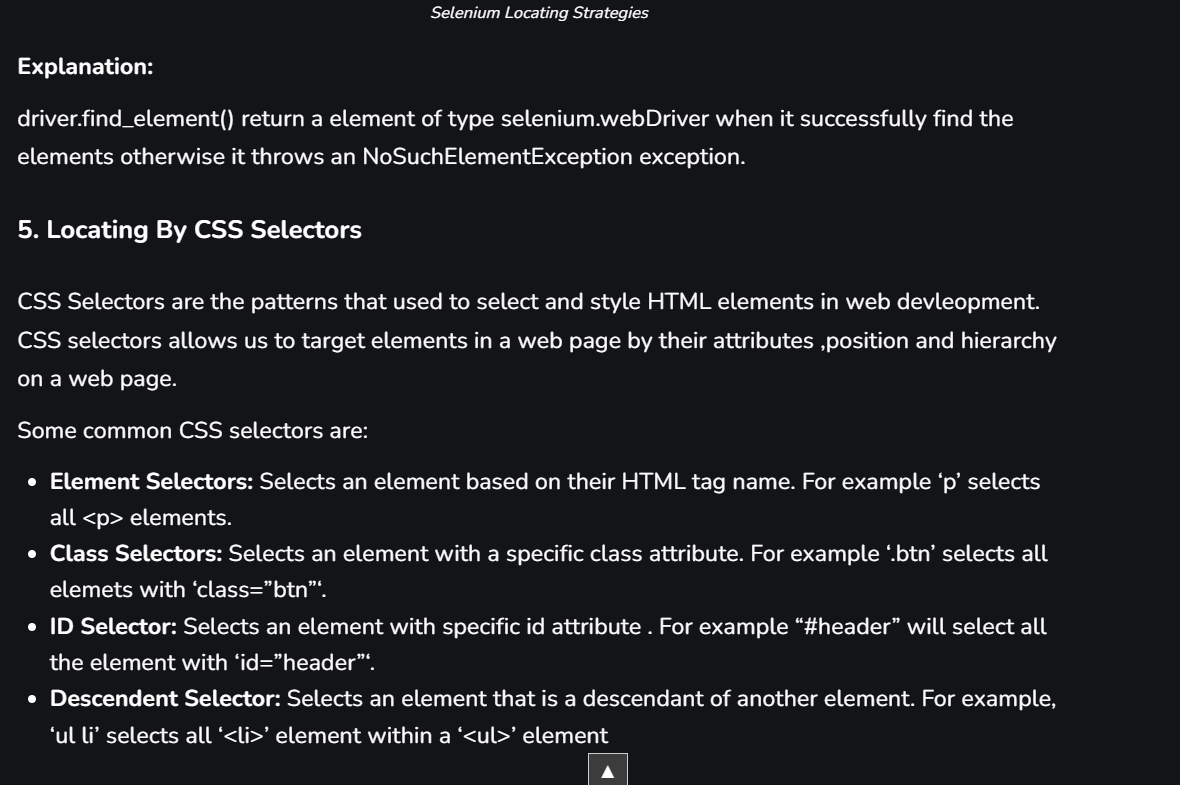 Selenium Locating Strategies
Explanation:
driver.find_element() return a element of type selenium.webDriver when it successfully find the
elements otherwise it throws an NoSuchElementException exception.
5. Locating By CSS Selectors
CSS Selectors are the patterns that used to select and style HTML elements in web devleopment.
CSS selectors allows us to target elements in a web page by their attributes ,position and hierarchy
on a web page.
Some common CSS selectors are:
• Element Selectors: Selects an element based on their HTML tag name. For example ‘p’ selects
all <p> elements.
• Class Selectors: Selects an element with a specific class attribute. For example ‘.btn’ selects all
elemets with ‘class=”btn”‘.
• ID Selector: Selects an element with specific id attribute . For example “#header” will select all
the element with ‘id=”header”‘.
• Descendent Selector: Selects an element that is a descendant of another element. For example,
‘ul li’ selects all ‘<li>’ element within a ‘<ul>’ element